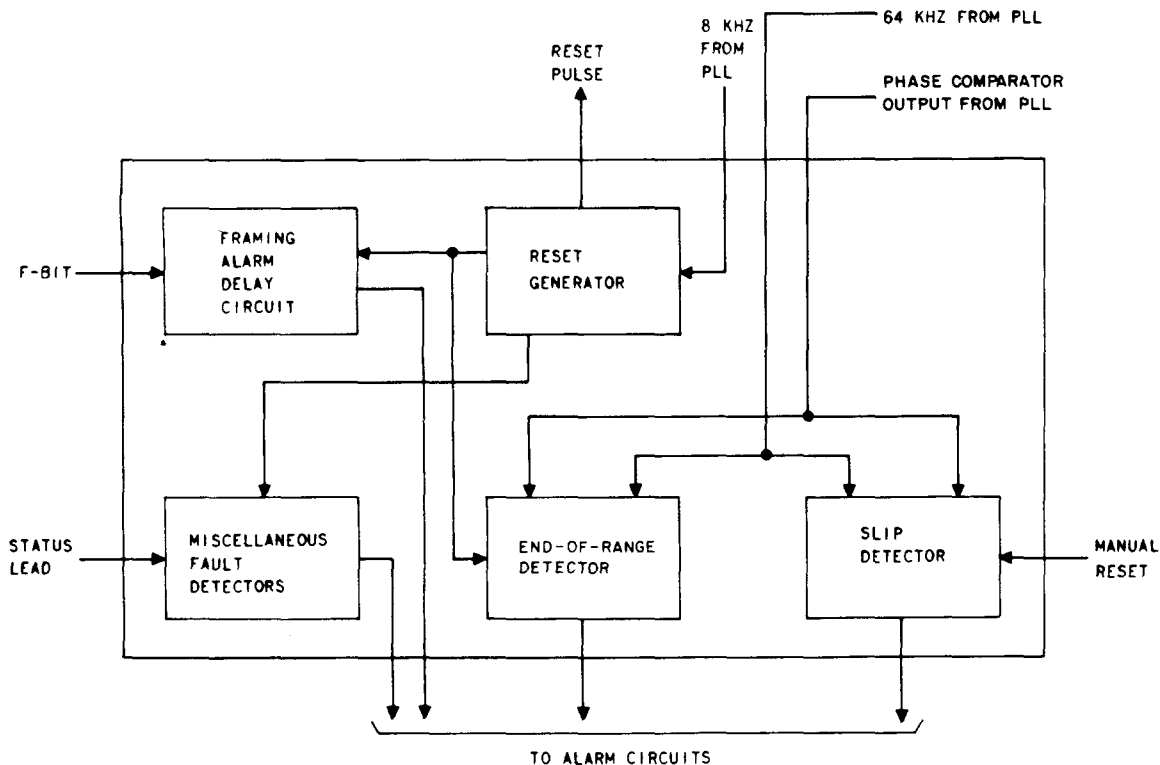 64 KHZ FROM PLL
8 KHZ
FROM
PLL
RESET
PULSE
PHASE COMPARATOR
OUTPUT FROM PLL
FRAMING
ALARM
DELAY
CIRCUIT
RESET
GENERATOR
F-BIT
STATUS
LEAD
MISCELLANEOUS
FAULT
DETECTORS
END-OF-RANGE
DETECTOR
SLIP
DETECTOR
MANUAL
RESET
TO ALARM CIRCUITS